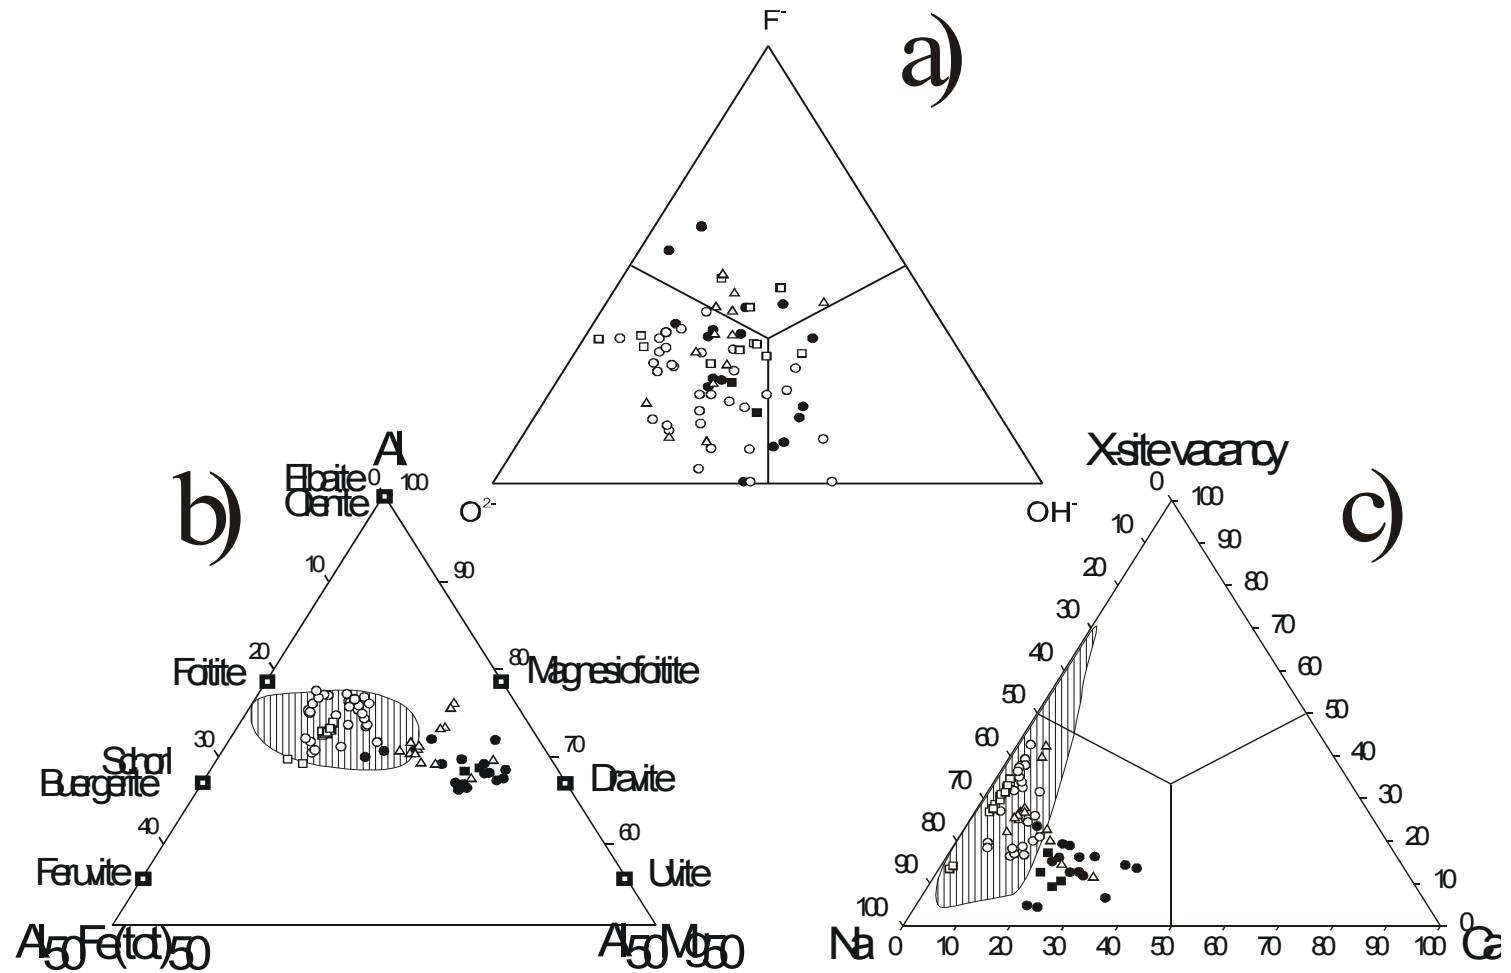 a)
F-
O2-
OH-
b)
Al
Elbaite
Olenite
0
100
10
90
20
80
Foitite
Magnesiofoitite
30
70
Schorl
Buergerite
Dravite
40
60
Feruvite
Uvite
Al50Fe(tot)50
Al50Mg50
c)
X-site vacancy
0
100
10
90
20
80
30
70
40
60
50
50
60
40
70
30
80
20
90
10
100
0
Na
0 10 20 30 40 50 60 70 80 90 100
Ca